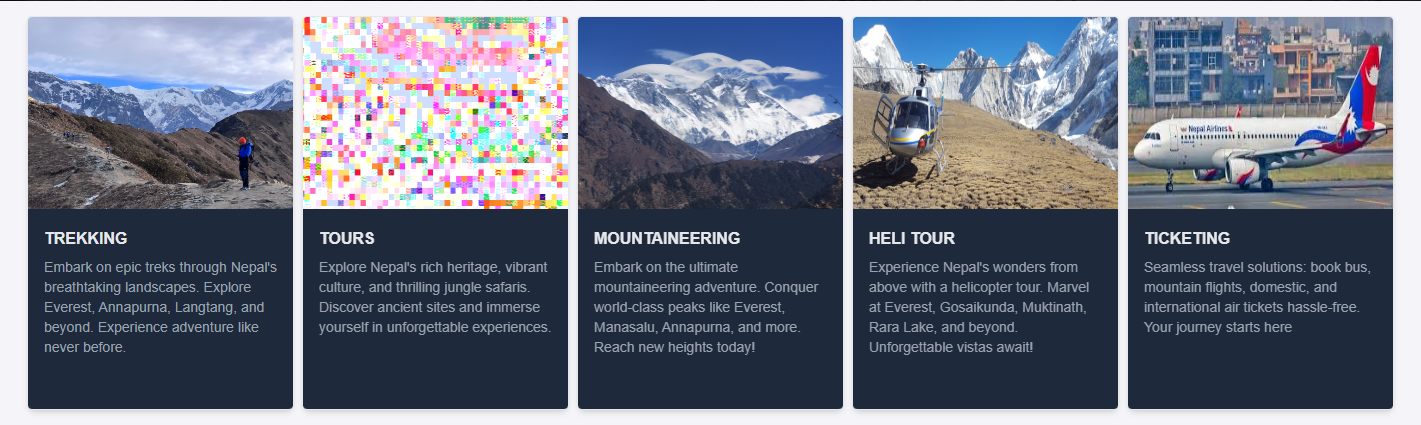 Nepal Airlines
TREKKING
Embark on epic treks through Nepal's
breathtaking landscapes. Explore
Everest, Annapurna, Langtang, and
beyond. Experience adventure like
never before.
TOURS
Explore Nepal's rich heritage, vibrant
culture, and thrilling jungle safaris.
Discover ancient sites and immerse
yourself in unforgettable experiences.
MOUNTAINEERING
Embark on the ultimate
mountaineering adventure. Conquer
world-class peaks like Everest,
Manasalu, Annapurna, and more.
Reach new heights today!
HELI TOUR
Experience Nepal's wonders from
above with a helicopter tour. Marvel
at Everest, Gosaikunda, Muktinath,
Rara Lake, and beyond.
Unforgettable vistas await!
TICKETING
Seamless travel solutions: book bus,
mountain flights, domestic, and
international air tickets hassle-free.
Your journey starts here